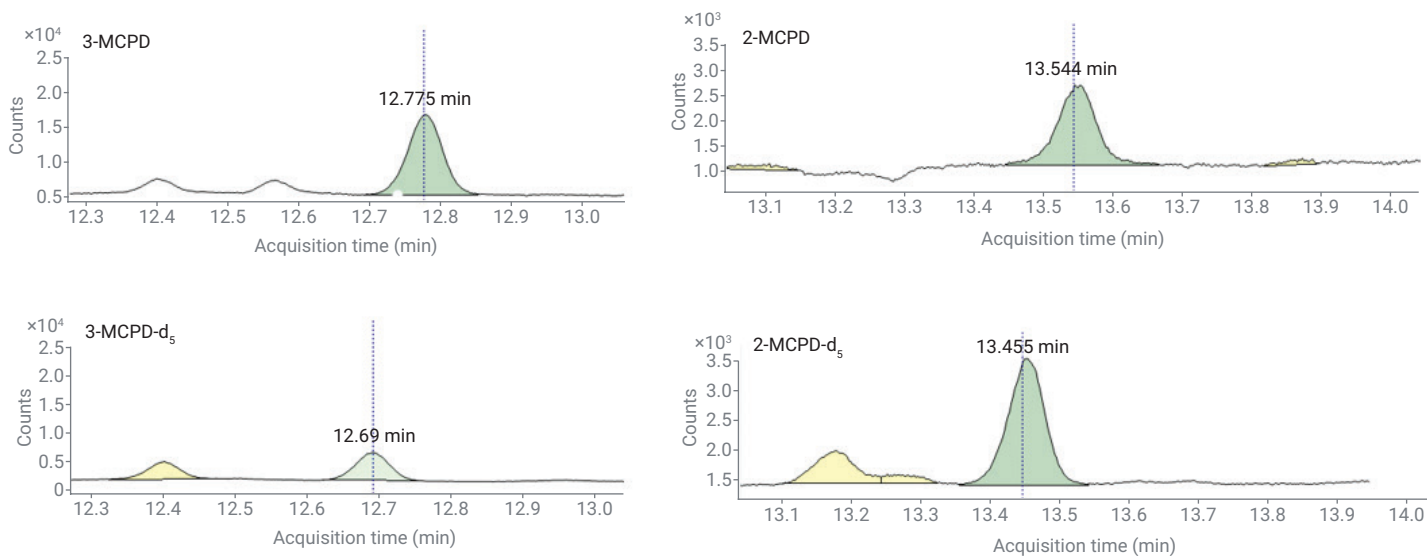 3-MCPD
×10⁴
2.5
2.0
1.5
1.0
0.5
Counts
12.775 min
12.3 12.4 12.5 12.6 12.7 12.8 12.9 13.0
Acquisition time (min)
2-MCPD
×10³
3.5
3.0
2.5
2.0
1.5
1.0
Counts
13.544 min
13.1 13.2 13.3 13.4 13.5 13.6 13.7 13.8 13.9 14.0
Acquisition time (min)
3-MCPD-d₅
×10⁴
2.5
2.0
1.5
1.0
0.5
0
Counts
12.69 min
12.3 12.4 12.5 12.6 12.7 12.8 12.9 13.0
Acquisition time (min)
2-MCPD-d₅
×10³
3.5
3.0
2.5
2.0
1.5
Counts
13.455 min
13.1 13.2 13.3 13.4 13.5 13.6 13.7 13.8 13.9 14.0
Acquisition time (min)